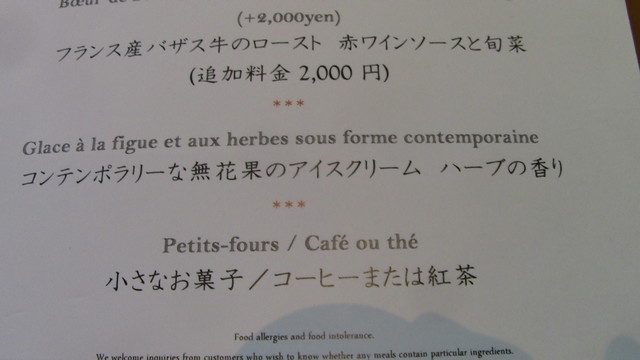 Bœuf de
(+2,000yen)
フランス産バザス牛のロースト 赤ワインソースと旬菜
(追加料金 2,000 円)
***
Glace à la figue et aux herbes sous forme contemporaine
コンテンポラリーな無花果のアイスクリーム ハーブの香り
***
Petits-fours / Café ou thé
小さなお菓子／コーヒーまたは紅茶
Food allergies and food intolerance.
We welcome inquiries from customers who wish to know whether any meals contain particular ingredients.